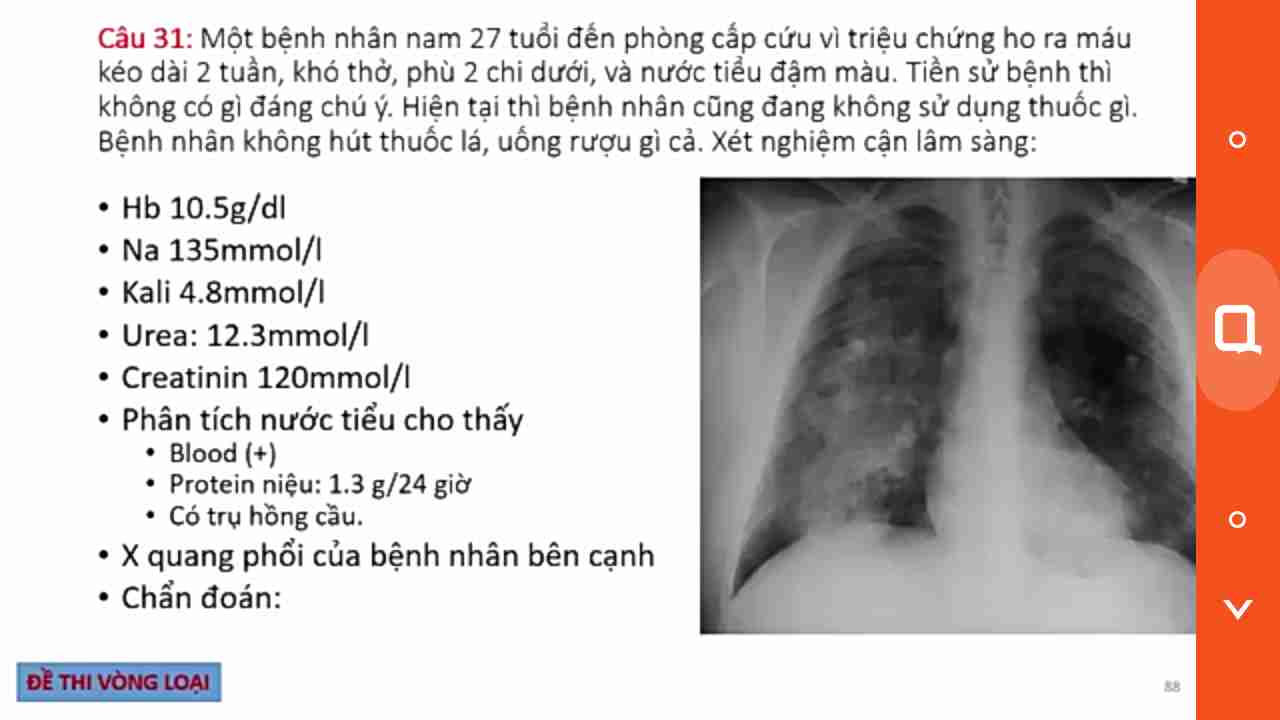 Câu 31: Một bệnh nhân nam 27 tuổi đến phòng cấp cứu vì triệu chứng ho ra máu
kéo dài 2 tuần, khó thở, phù 2 chi dưới, và nước tiểu đậm màu. Tiền sử bệnh thì
không có gì đáng chú ý. Hiện tại thì bệnh nhân cũng đang không sử dụng thuốc gì.
Bệnh nhân không hút thuốc lá, uống rượu gì cả. Xét nghiệm cận lâm sàng:
• Hb 10.5g/dl
• Na 135mmol/l
• Kali 4.8mmol/l
• Urea: 12.3mmol/l
• Creatinin 120mmol/l
• Phân tích nước tiểu cho thấy
• Blood (+)
• Protein niệu: 1.3 g/24 giờ
• Có trụ hồng cầu.
• X quang phổi của bệnh nhân bên cạnh
• Chẩn đoán:
ĐỀ THI VÒNG LOẠI
88